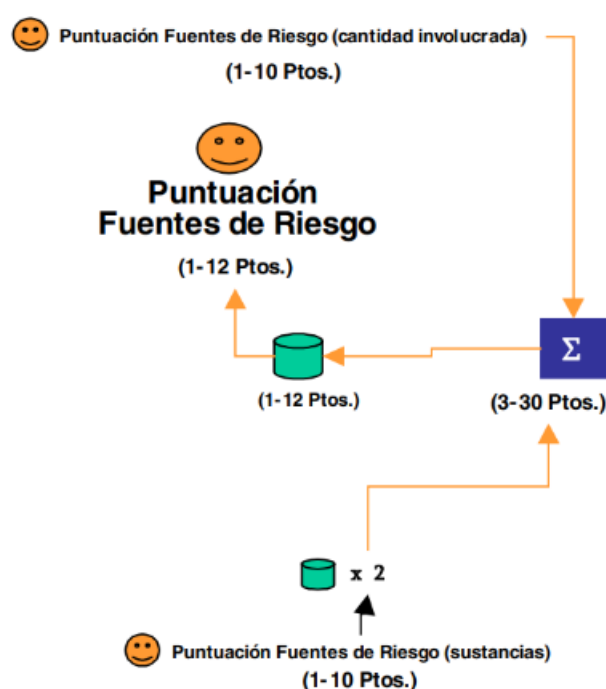 Puntuación Fuentes de Riesgo (cantidad involucrada)
(1-10 Ptos.)
Puntuación
Fuentes de Riesgo
(1-12 Ptos.)
Σ
(1-12 Ptos.)
(3-30 Ptos.)
x 2
Puntuación Fuentes de Riesgo (sustancias)
(1-10 Ptos.)